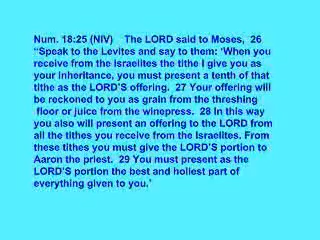 Num. 18:25 (NIV)    The LORD said to Moses,  26
“Speak to the Levites and say to them: ‘When you
receive from the Israelites the tithe I give you as
your inheritance, you must present a tenth of that
tithe as the LORD’S offering.  27 Your offering will
be reckoned to you as grain from the threshing
floor or juice from the winepress.  28 In this way
you also will present an offering to the LORD from
all the tithes you receive from the Israelites. From
these tithes you must give the LORD’S portion to
Aaron the priest.  29 You must present as the
LORD’S portion the best and holiest part of
everything given to you.’